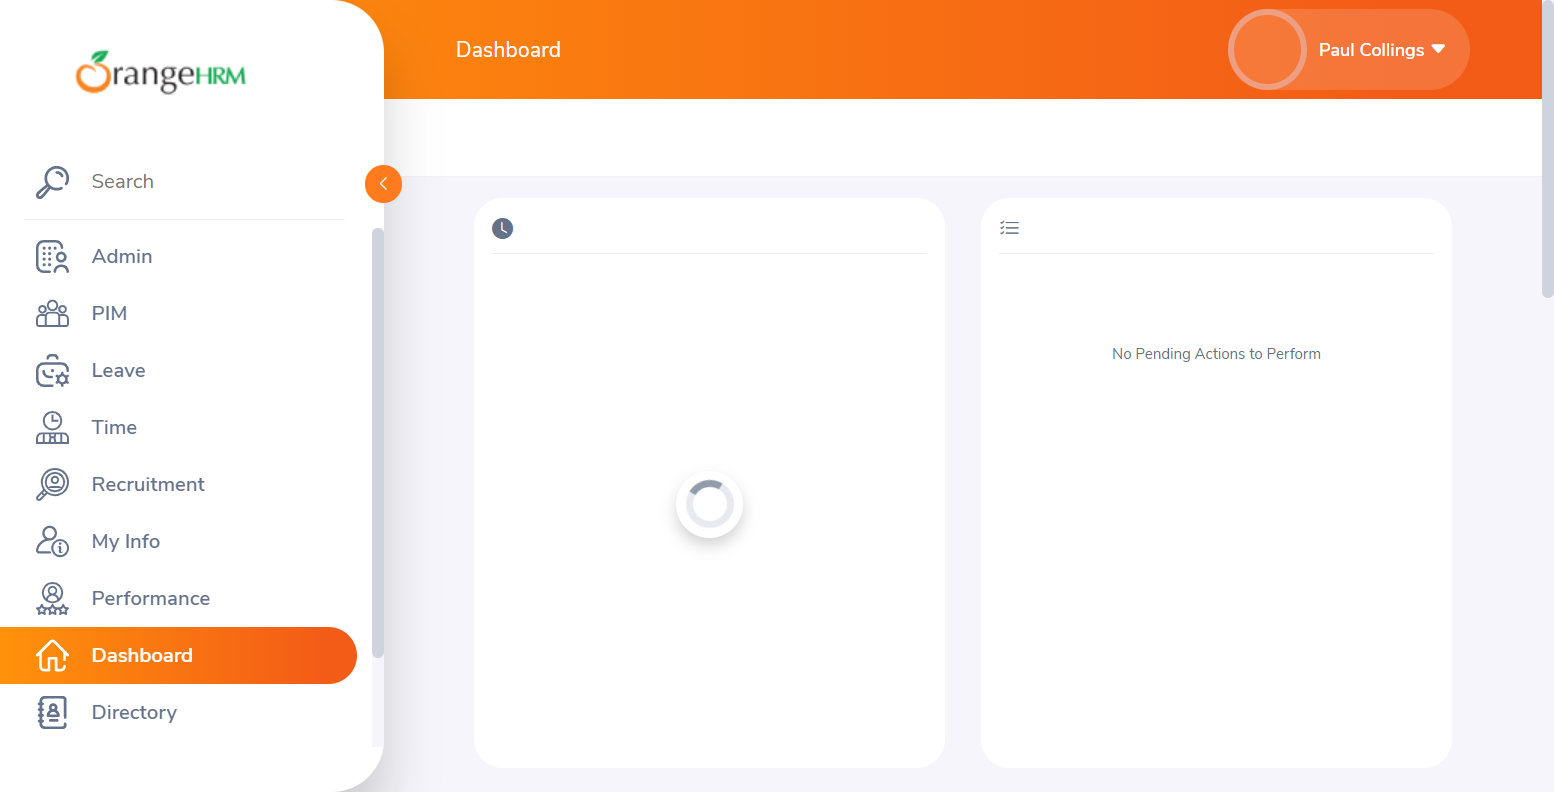 OrangeHRM
Dashboard
Paul Collings
Search
Admin
PIM
Leave
Time
Recruitment
My Info
Performance
Dashboard
Directory
No Pending Actions to Perform